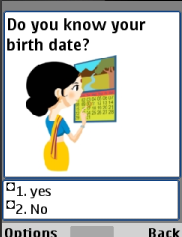 Do you know your
birth date?
1. yes
2. No
Options Back